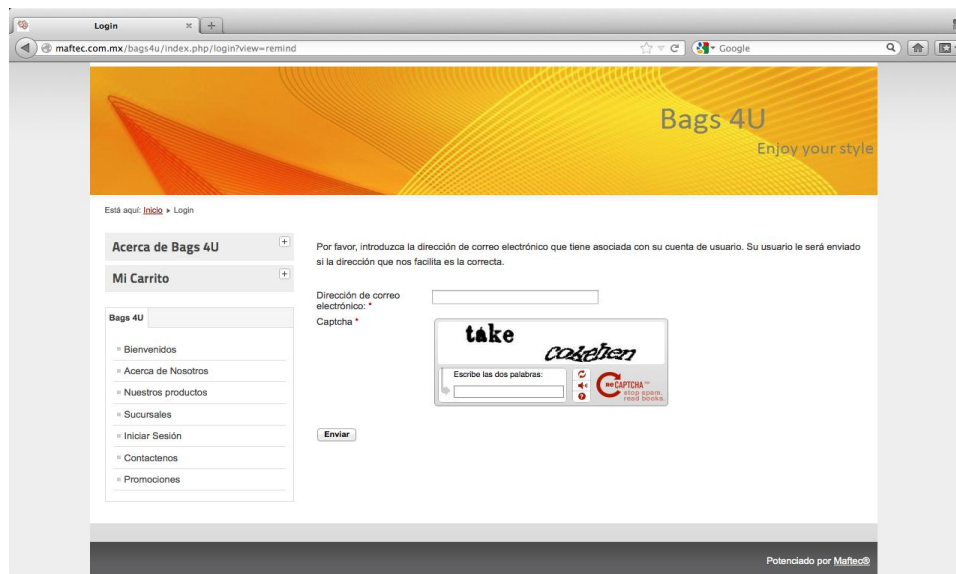 Login
maftec.com.mx/bags4u/index.php/login?view=remind
Google
Bags 4U
Enjoy your style
Está aquí: Inicio Login
Acerca de Bags 4U
Mi Carrito
Bags 4U
Bienvenidos
Acerca de Nosotros
Nuestros productos
Sucursales
Iniciar Sesión
Contactenos
Promociones
Por favor, introduzca la dirección de correo electrónico que tiene asociada con su cuenta de usuario. Su usuario le será enviado
si la dirección que nos facilita es la correcta.
Dirección de correo
electrónico: *
Captcha *
Escribe las dos palabras:
reCAPTCHA™
stop spam.
read books.
Enviar
Potenciado por Maftec®